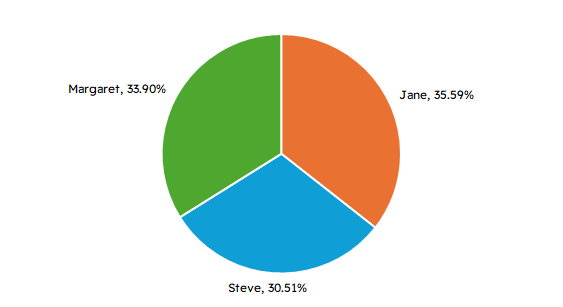 Margaret, 33.90%
Jane, 35.59%
Steve, 30.51%